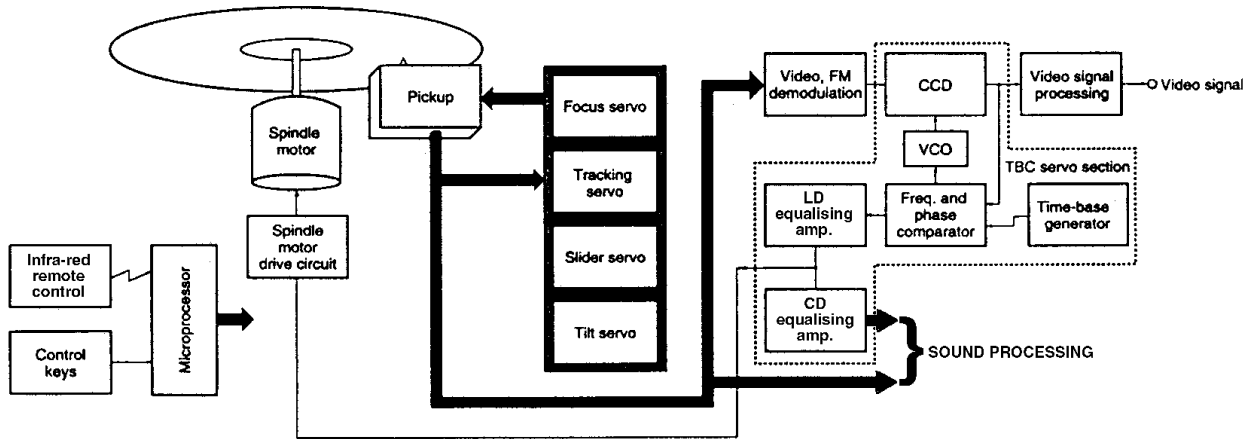 Pickup
Spindle
motor
Spindle
motor
drive circuit
Infra-red
remote
control
Control
keys
Microprocessor
Focus servo
Tracking
servo
Slider servo
Tilt servo
Video, FM
demodulation
CCD
Video signal
processing
Video signal
VCO
TBC servo section
LD
equalising
amp.
Freq. and
phase
comparator
Time-base
generator
CD
equalising
amp.
SOUND PROCESSING